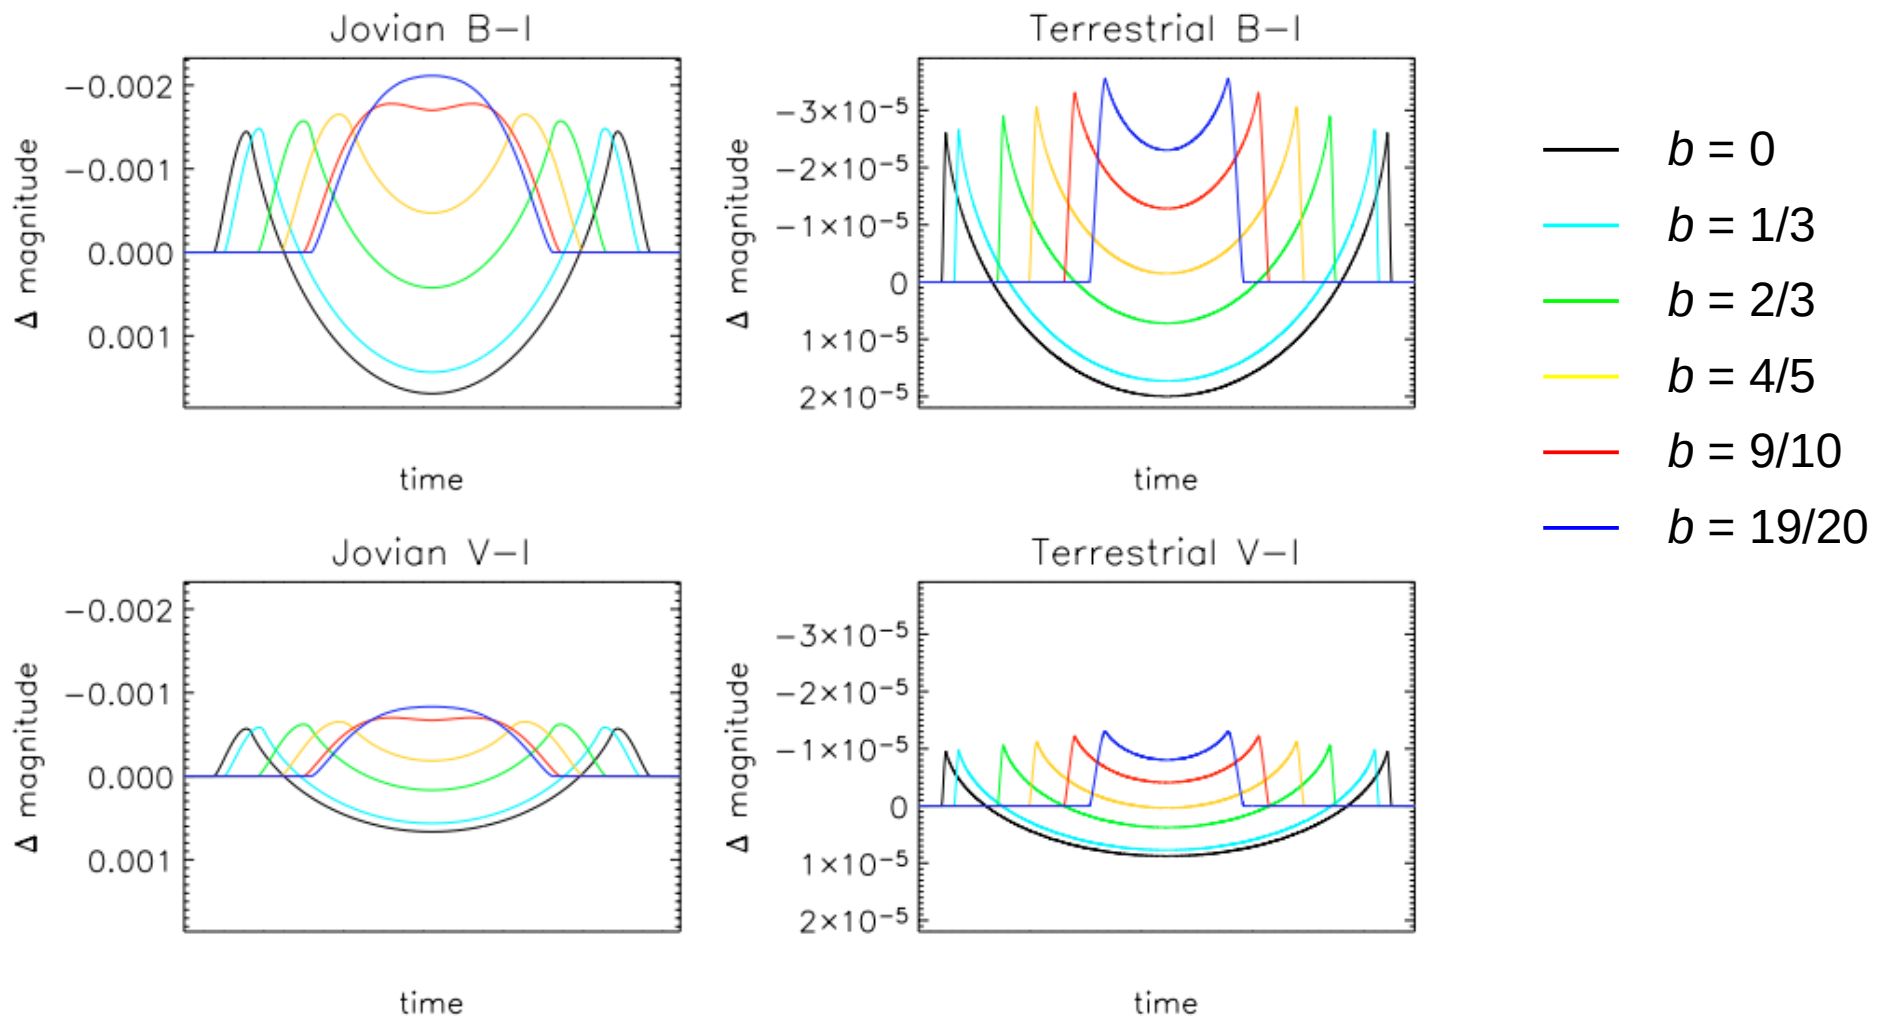 Jovian B−I
−0.002
−0.001
0.000
0.001
Δ magnitude
time
Terrestrial B−I
−3×10⁻⁵
−2×10⁻⁵
−1×10⁻⁵
0
1×10⁻⁵
2×10⁻⁵
Δ magnitude
time
b = 0
b = 1/3
b = 2/3
b = 4/5
b = 9/10
b = 19/20
Jovian V−I
−0.002
−0.001
0.000
0.001
Δ magnitude
time
Terrestrial V−I
−3×10⁻⁵
−2×10⁻⁵
−1×10⁻⁵
0
1×10⁻⁵
2×10⁻⁵
Δ magnitude
time